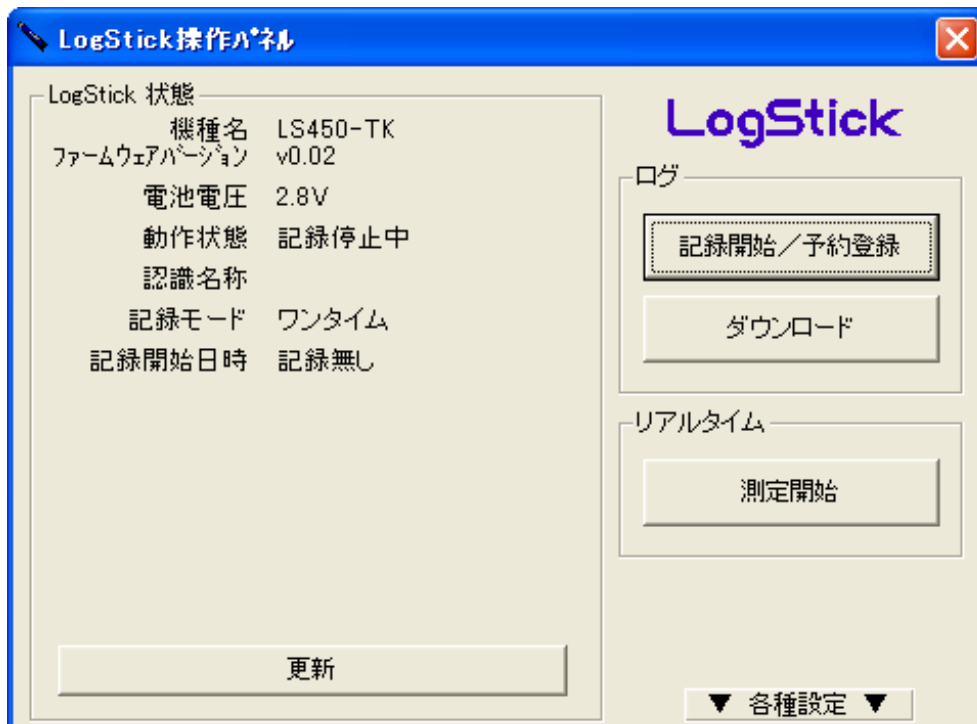 LogStick操作ﾊﾟﾈﾙ
LogStick 状態
機種名 LS450-TK
ﾌｧｰﾑｳｪｱﾊﾞｰｼﾞｮﾝ v0.02
電池電圧 2.8V
動作状態 記録停止中
認識名称
記録モード ワンタイム
記録開始日時 記録無し
更新
LogStick
ログ
記録開始／予約登録
ダウンロード
リアルタイム
測定開始
▼ 各種設定 ▼